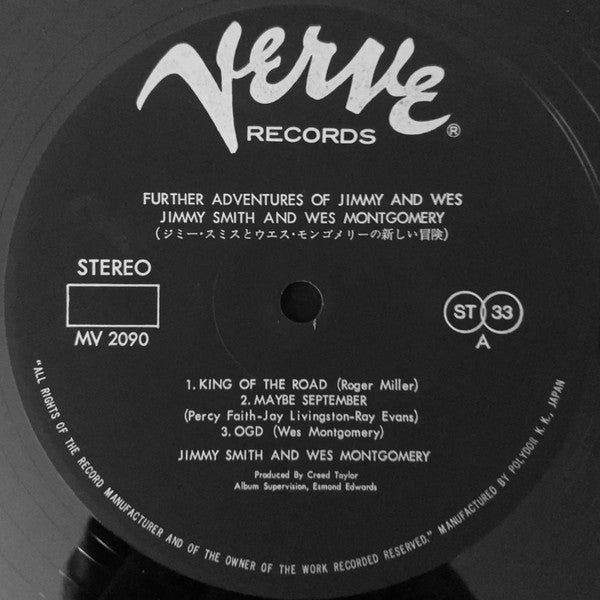 Verve
RECORDS ®
FURTHER ADVENTURES OF JIMMY AND WES
JIMMY SMITH AND WES MONTGOMERY
(ジミー・スミスとウエス・モンゴメリーの新しい冒険)
STEREO
MV 2090
ST 33
A
1. KING OF THE ROAD (Roger Miller)
2. MAYBE SEPTEMBER
(Percy Faith-Jay Livingston-Ray Evans)
3. OGD (Wes Montgomery)
JIMMY SMITH AND WES MONTGOMERY
Produced By Creed Taylor
Album Supervision, Esmond Edwards
"ALL RIGHTS OF THE RECORD MANUFACTURER AND OF THE OWNER OF THE WORK RECORDED RESERVED." MANUFACTURED BY POLYDOR K.K., JAPAN